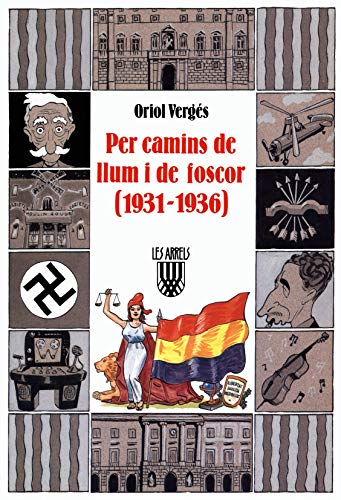 Oriol Vergés
Per camins de
llum i de foscor
(1931-1936)
LES ARRELS
MOULIN ROUGE